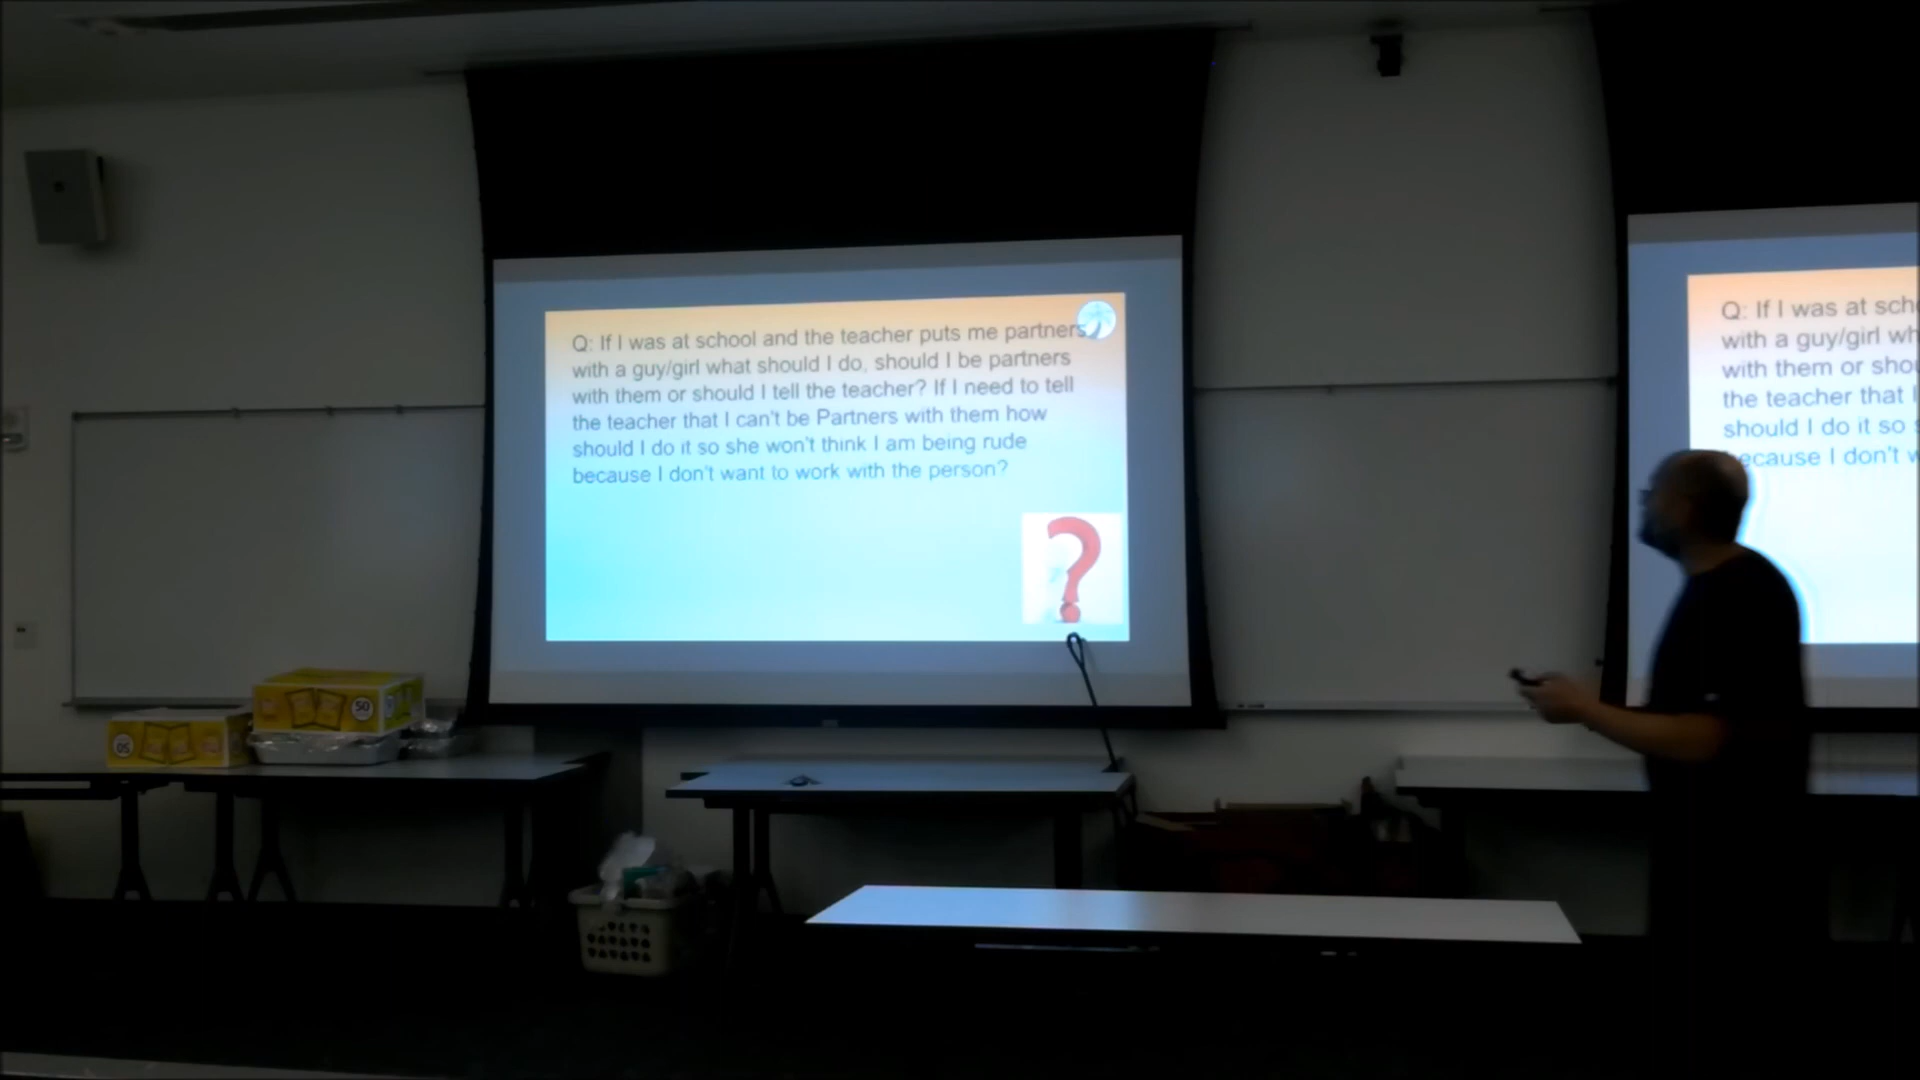 Q: If I was at school and the teacher puts me partners
with a guy/girl what should I do, should I be partners
with them or should I tell the teacher? If I need to tell
the teacher that I can't be Partners with them how
should I do it so she won't think I am being rude
because I don't want to work with the person?
?
Q: If I was at sch
with a guy/girl wh
with them or shou
the teacher that I
should I do it so s
ecause I don't w
50
50